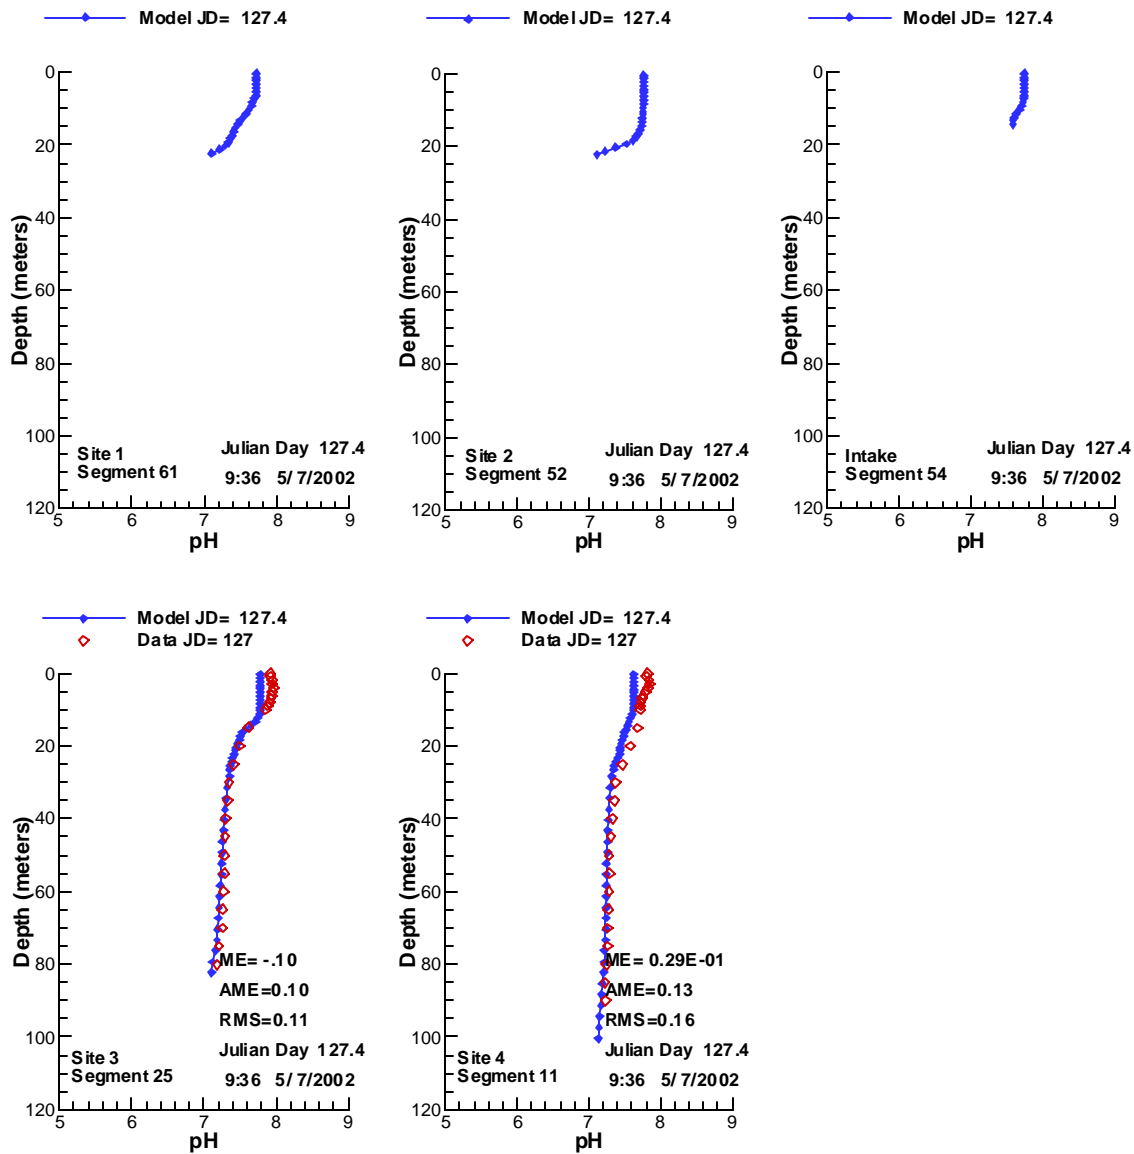 Model JD= 127.4
0
20
40
60
80
100
120
Depth (meters)
Site 1
Segment 61
Julian Day 127.4
9:36 5/7/2002
5 6 7 8 9
pH
Model JD= 127.4
0
20
40
60
80
100
120
Depth (meters)
Site 2
Segment 52
Julian Day 127.4
9:36 5/7/2002
5 6 7 8 9
pH
Model JD= 127.4
0
20
40
60
80
100
120
Depth (meters)
Intake
Segment 54
Julian Day 127.4
9:36 5/7/2002
5 6 7 8 9
pH
Model JD= 127.4
Data JD= 127
0
20
40
60
80
100
120
Depth (meters)
ME= -.10
AME=0.10
RMS=0.11
Site 3
Segment 25
Julian Day 127.4
9:36 5/7/2002
5 6 7 8 9
pH
Model JD= 127.4
Data JD= 127
0
20
40
60
80
100
120
Depth (meters)
ME= 0.29E-01
AME=0.13
RMS=0.16
Site 4
Segment 11
Julian Day 127.4
9:36 5/7/2002
5 6 7 8 9
pH